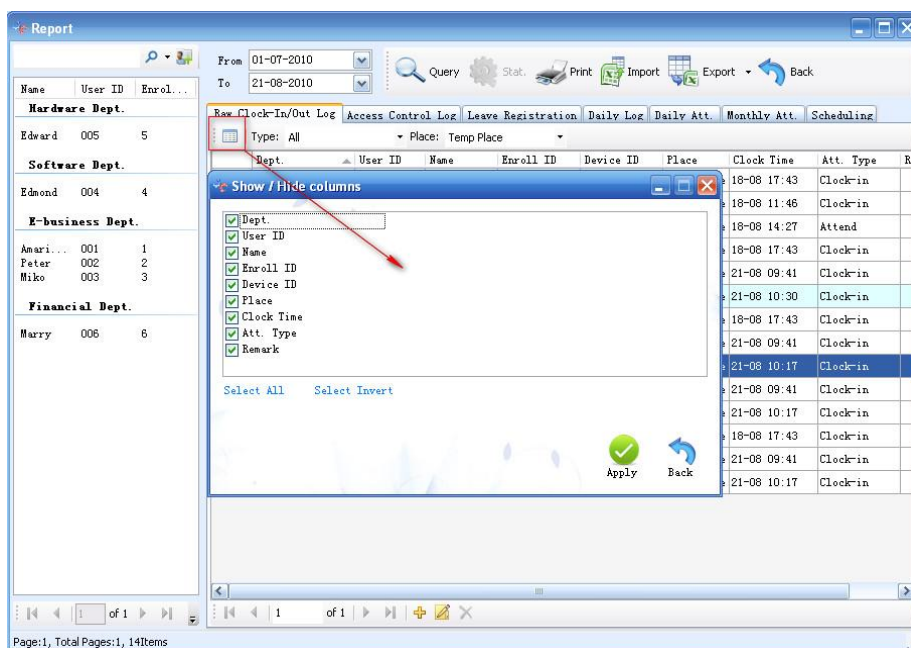 Report
From 01-07-2010
To 21-08-2010
Query Stat. Print Import Export Back
Name User ID Enrol...
Hardware Dept.
Edward 005 5
Software Dept.
Edmond 004 4
E-business Dept.
Amari... 001 1
Peter 002 2
Miko 003 3
Financial Dept.
Marry 006 6
Raw Clock-In/Out Log Access Control Log Leave Registration Daily Log Daily Att. Monthly Att. Scheduling
Type: All Place: Temp Place
Dept. User ID Name Enroll ID Device ID Place Clock Time Att. Type R
18-08 17:43 Clock-in
18-08 11:46 Clock-in
18-08 14:27 Attend
18-08 17:43 Clock-in
21-08 09:41 Clock-in
21-08 10:30 Clock-in
18-08 17:43 Clock-in
21-08 09:41 Clock-in
21-08 10:17 Clock-in
21-08 09:41 Clock-in
21-08 10:17 Clock-in
18-08 17:43 Clock-in
21-08 09:41 Clock-in
21-08 10:17 Clock-in
Show / Hide columns
Dept.
User ID
Name
Enroll ID
Device ID
Place
Clock Time
Att. Type
Remark
Select All Select Invert
Apply Back
1 of 1
1 of 1
Page:1, Total Pages:1, 14Items